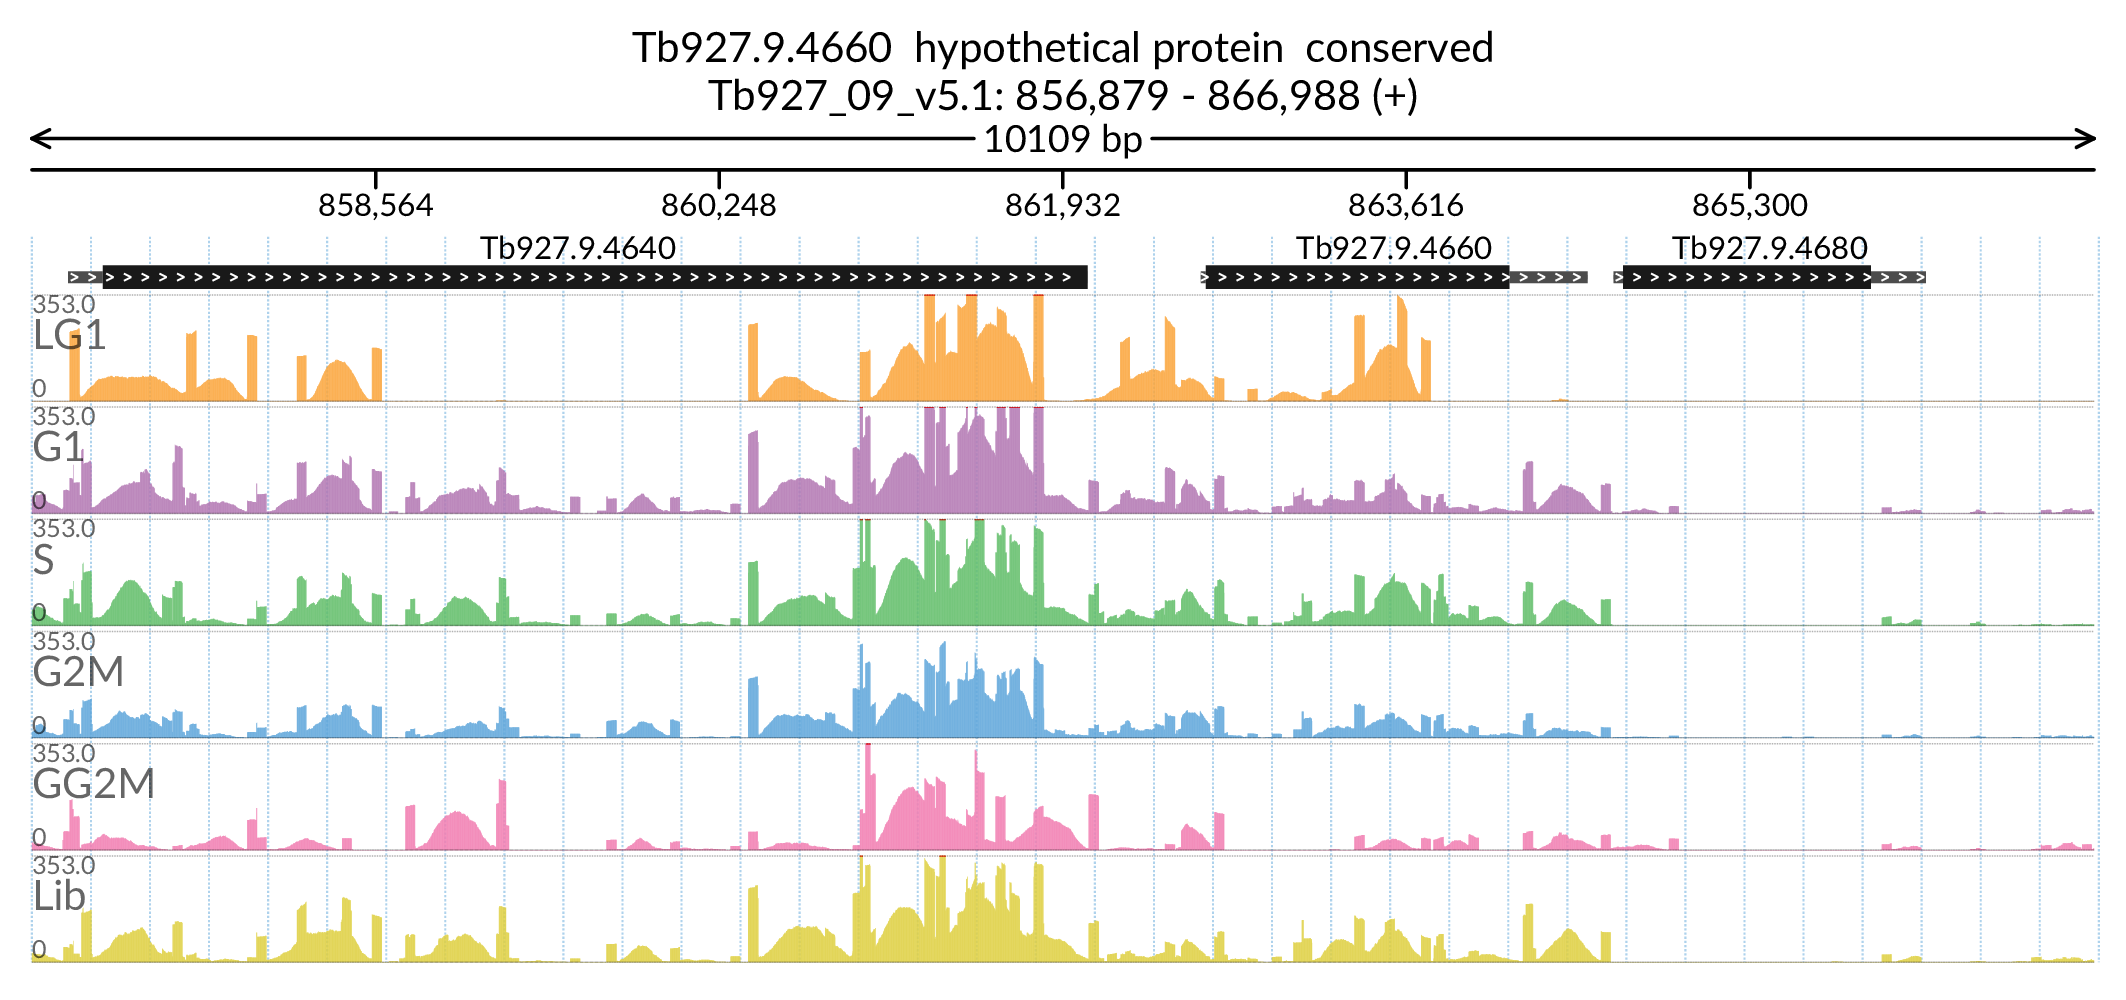 Tb927.9.4660  hypothetical protein  conserved
Tb927_09_v5.1: 856,879 - 866,988 (+)
10109 bp
858,564 860,248 861,932 863,616 865,300
Tb927.9.4640 Tb927.9.4660 Tb927.9.4680
353.0
LG1
0
353.0
G1
0
353.0
S
0
353.0
G2M
0
353.0
GG2M
0
353.0
Lib
0